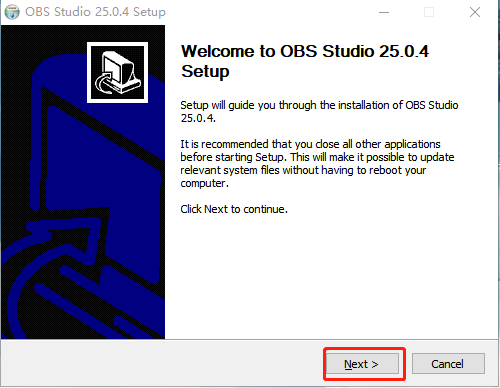 OBS Studio 25.0.4 Setup
Welcome to OBS Studio 25.0.4
Setup
Setup will guide you through the installation of OBS Studio
25.0.4.
It is recommended that you close all other applications
before starting Setup. This will make it possible to update
relevant system files without having to reboot your
computer.
Click Next to continue.
Next >
Cancel